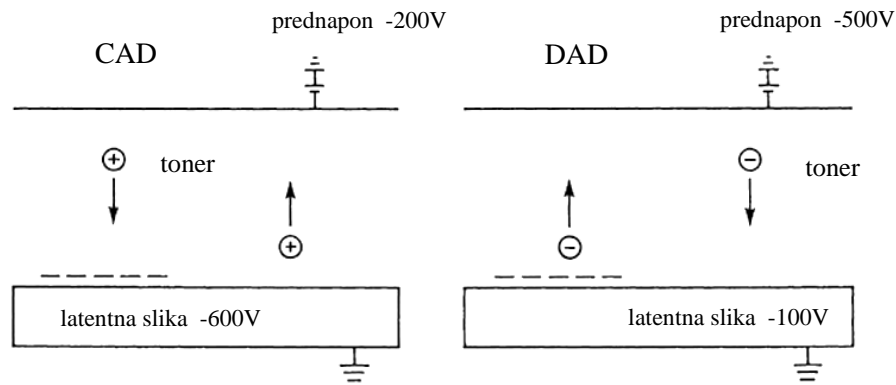 prednapon -200V
CAD
toner
latentna slika -600V
prednapon -500V
DAD
toner
latentna slika -100V